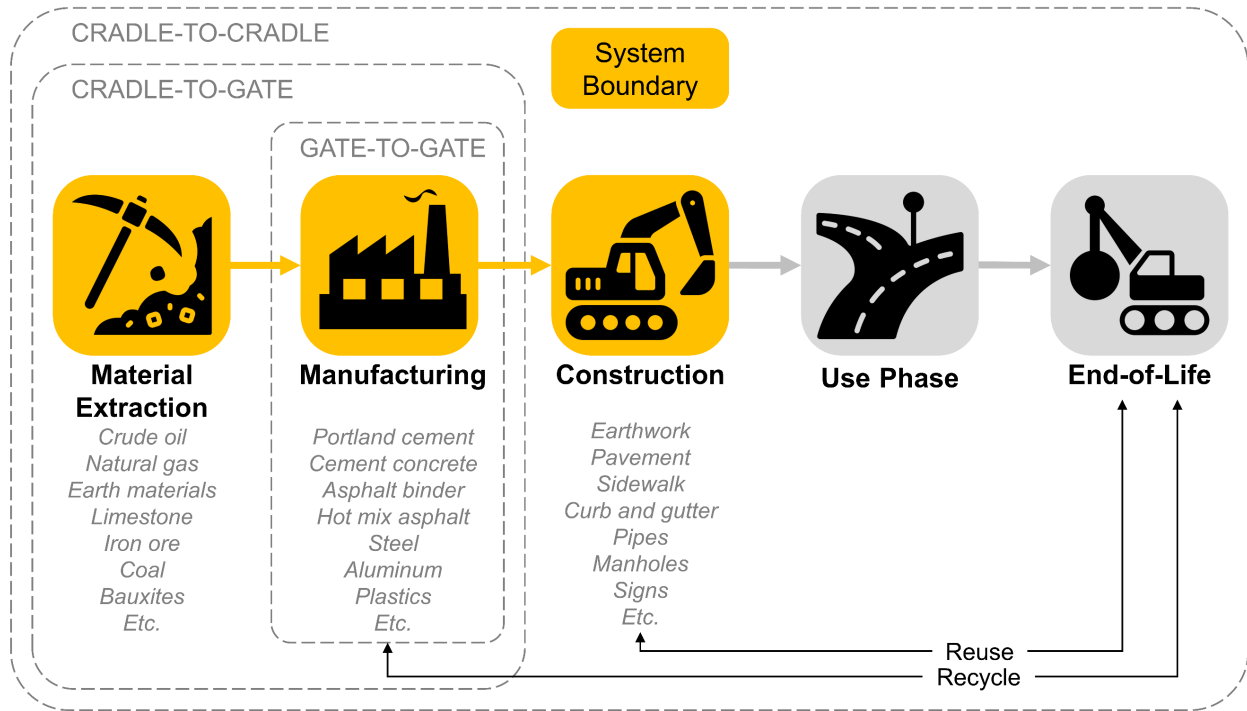 CRADLE-TO-CRADLE
System
Boundary
CRADLE-TO-GATE
GATE-TO-GATE
Material
Extraction
Crude oil
Natural gas
Earth materials
Limestone
Iron ore
Coal
Bauxites
Etc.
Manufacturing
Portland cement
Cement concrete
Asphalt binder
Hot mix asphalt
Steel
Aluminum
Plastics
Etc.
Construction
Earthwork
Pavement
Sidewalk
Curb and gutter
Pipes
Manholes
Signs
Etc.
Use Phase
End-of-Life
Reuse
Recycle